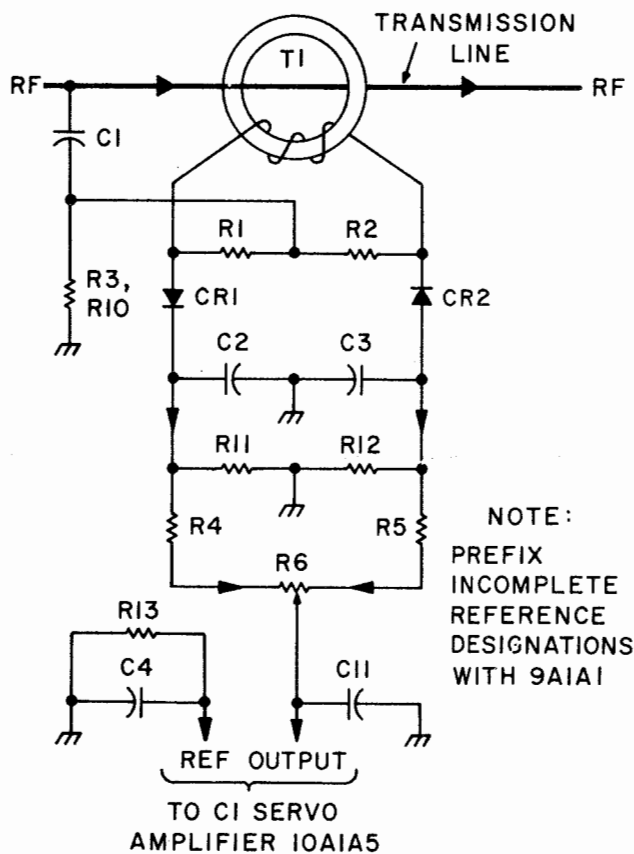 TRANSMISSION
LINE
T1
RF
RF
C1
R1
R2
R3,
R10
CR1
CR2
C2
C3
R11
R12
R4
R5
NOTE:
PREFIX
INCOMPLETE
REFERENCE
DESIGNATIONS
WITH 9A1A1
R6
R13
C4
C11
REF OUTPUT
TO C1 SERVO
AMPLIFIER 10A1A5